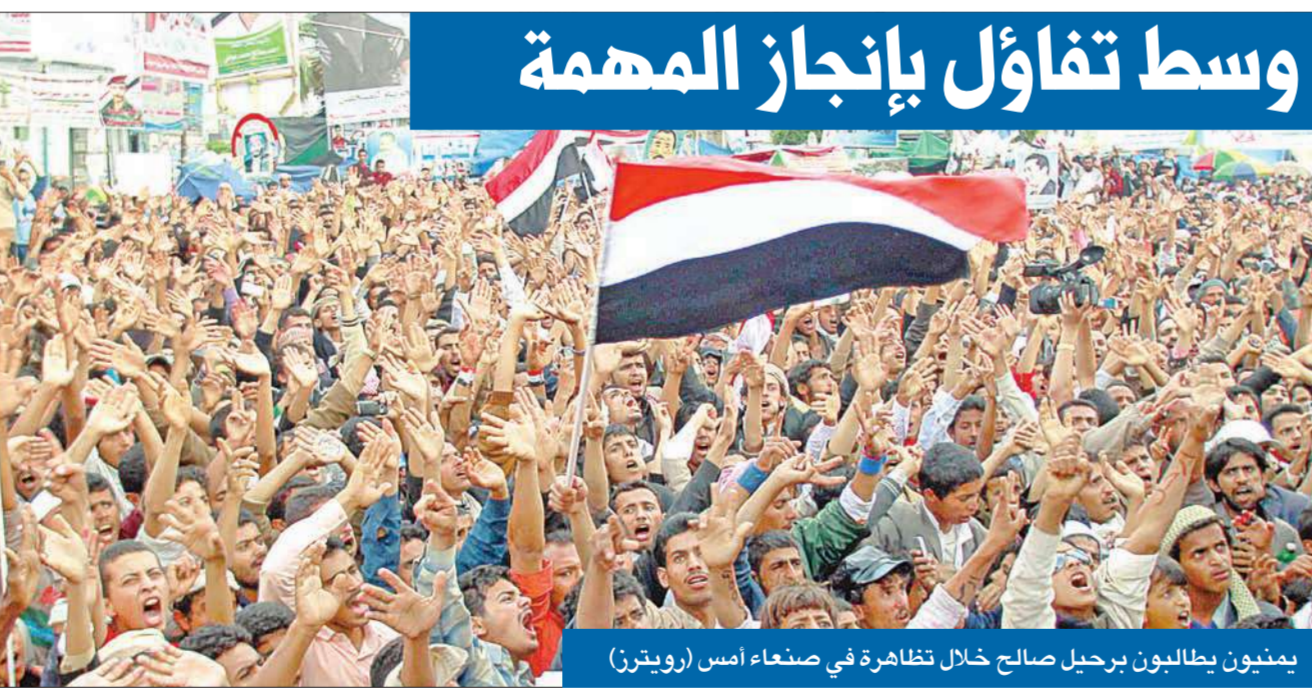 وسط تفاؤل بإنجاز المهمة
يمنيون يطالبون برحيل صالح خلال تظاهرة في صنعاء أمس (رويترز)